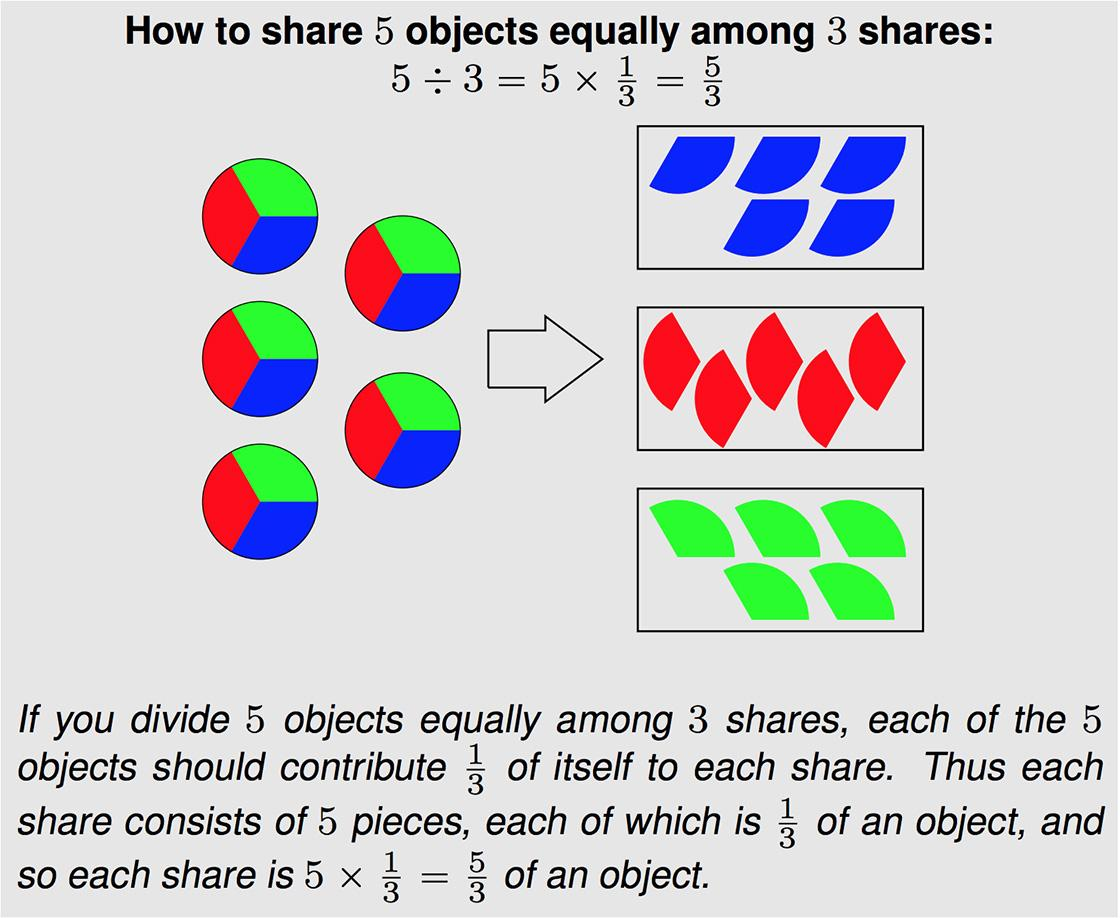 How to share 5 objects equally among 3 shares:
5 ÷ 3 = 5 × 1/3 = 5/3
If you divide 5 objects equally among 3 shares, each of the 5
objects should contribute 1/3 of itself to each share. Thus each
share consists of 5 pieces, each of which is 1/3 of an object, and
so each share is 5 × 1/3 = 5/3 of an object.